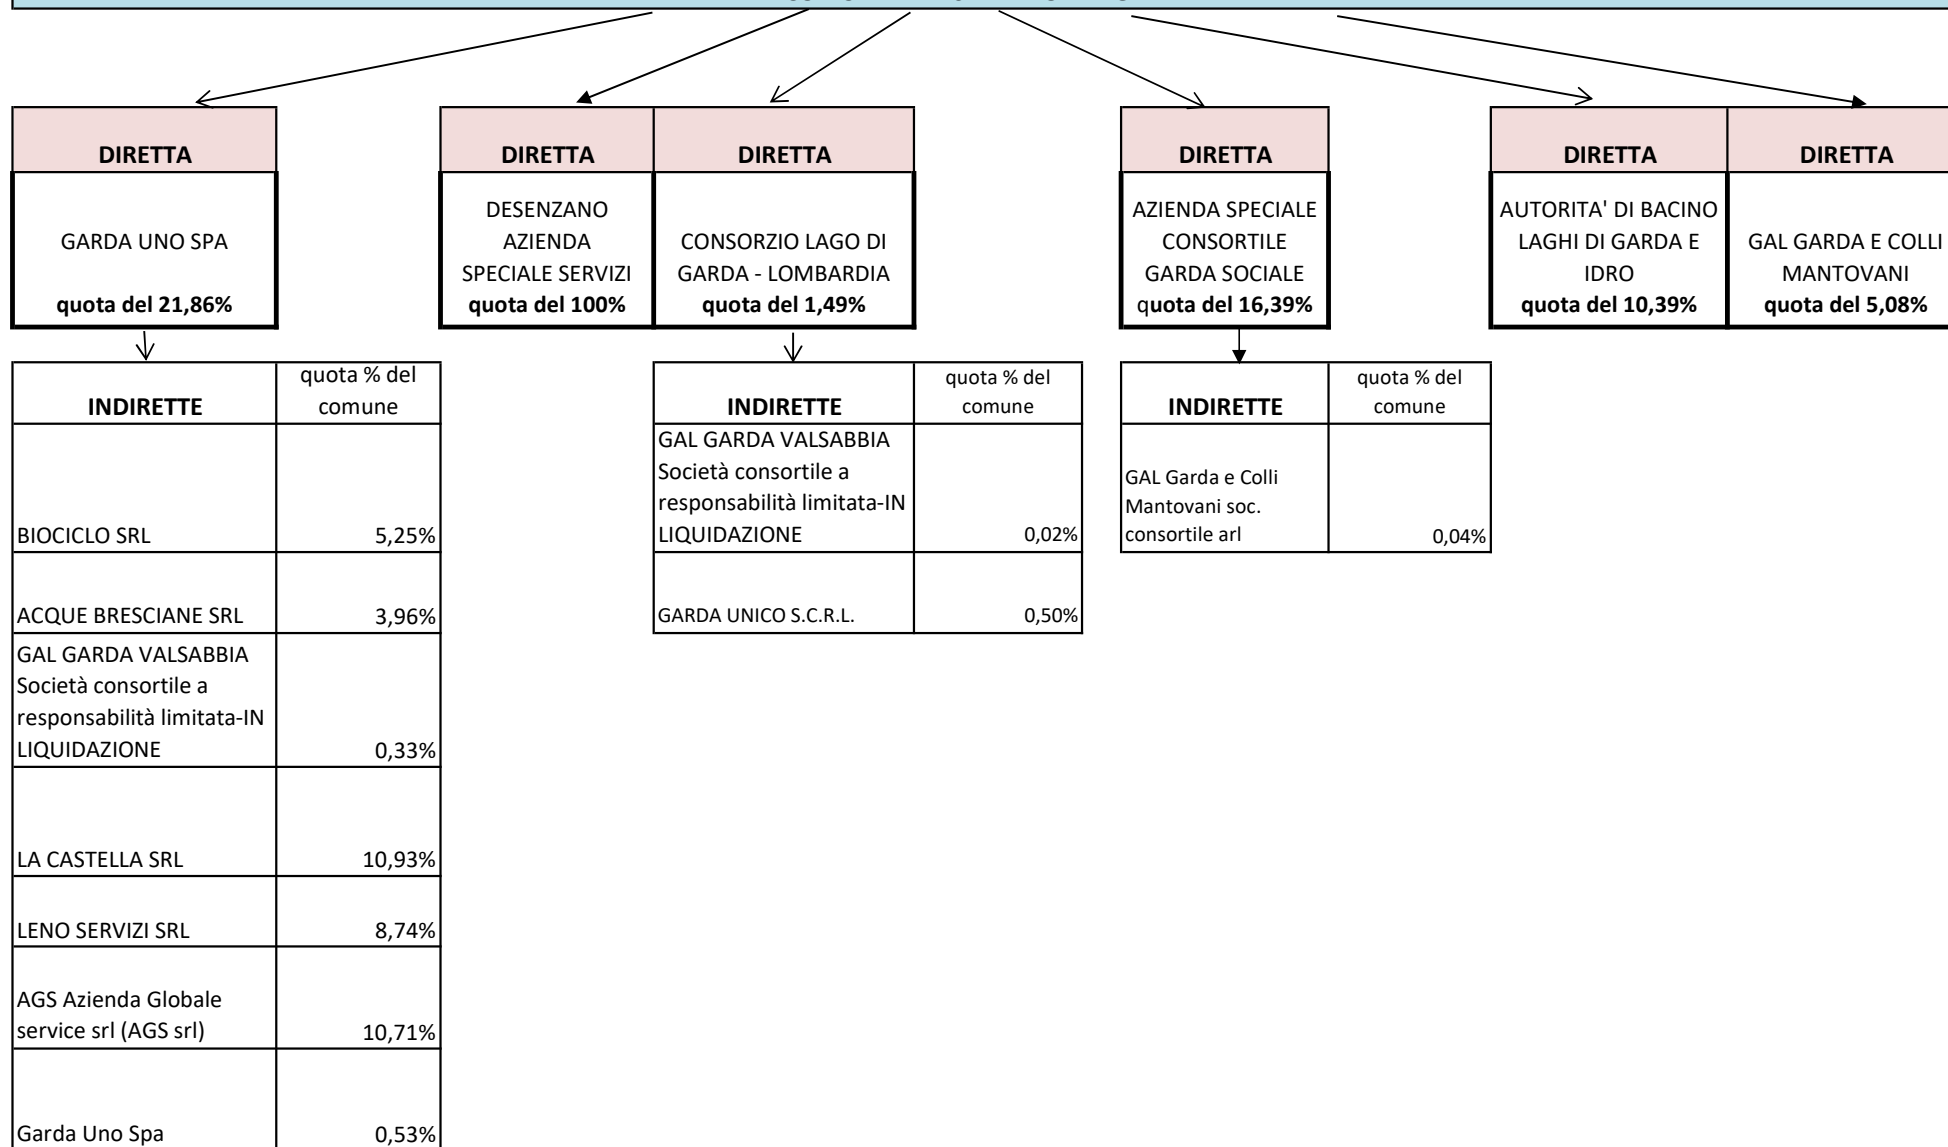 DIRETTA
GARDA UNO SPA
quota del 21,86%
DIRETTA
DESENZANO
AZIENDA
SPECIALE SERVIZI
quota del 100%
DIRETTA
CONSORZIO LAGO DI
GARDA - LOMBARDIA
quota del 1,49%
DIRETTA
AZIENDA SPECIALE
CONSORTILE
GARDA SOCIALE
quota del 16,39%
DIRETTA
AUTORITA' DI BACINO
LAGHI DI GARDA E
IDRO
quota del 10,39%
DIRETTA
GAL GARDA E COLLI
MANTOVANI
quota del 5,08%
INDIRETTE
quota % del
comune
BIOCICLO SRL
5,25%
ACQUE BRESCIANE SRL
3,96%
GAL GARDA VALSABBIA
Società consortile a
responsabilità limitata-IN
LIQUIDAZIONE
0,33%
LA CASTELLA SRL
10,93%
LENO SERVIZI SRL
8,74%
AGS Azienda Globale
service srl (AGS srl)
10,71%
Garda Uno Spa
0,53%
INDIRETTE
quota % del
comune
GAL GARDA VALSABBIA
Società consortile a
responsabilità limitata-IN
LIQUIDAZIONE
0,02%
GARDA UNICO S.C.R.L.
0,50%
INDIRETTE
quota % del
comune
GAL Garda e Colli
Mantovani soc.
consortile arl
0,04%